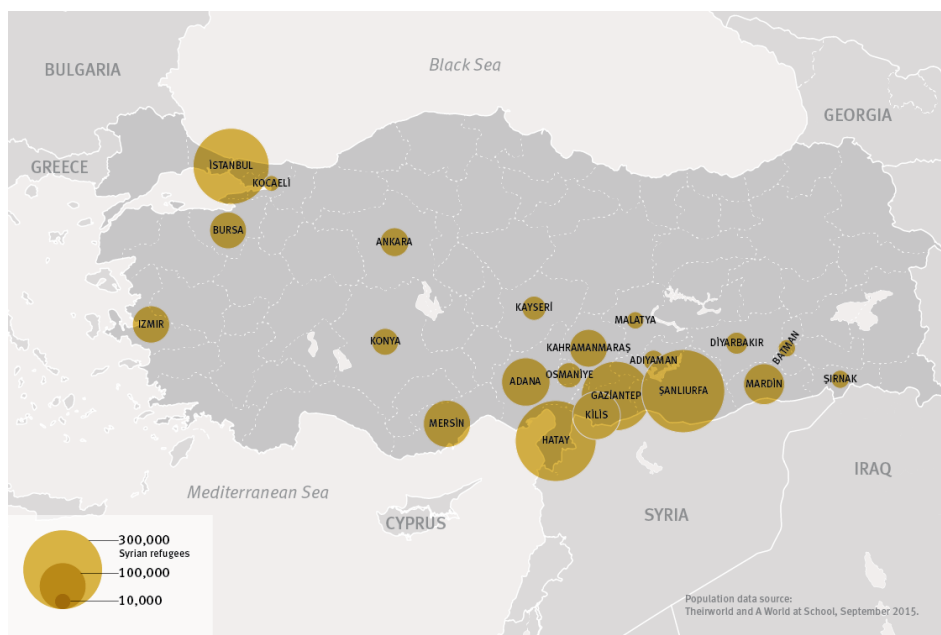 BULGARIA
Black Sea
GEORGIA
GREECE
İSTANBUL
KOCAELİ
BURSA
ANKARA
IZMIR
KONYA
KAYSERİ
MALATYA
KAHRAMANMARAŞ
DİYARBAKIR
BATMAN
ADIYAMAN
OSMANİYE
ADANA
GAZİANTEP
ŞANLIURFA
MARDİN
ŞIRNAK
KİLİS
MERSİN
HATAY
IRAQ
Mediterranean Sea
CYPRUS
SYRIA
300,000
Syrian refugees
100,000
10,000
Population data source:
Theirworld and A World at School, September 2015.